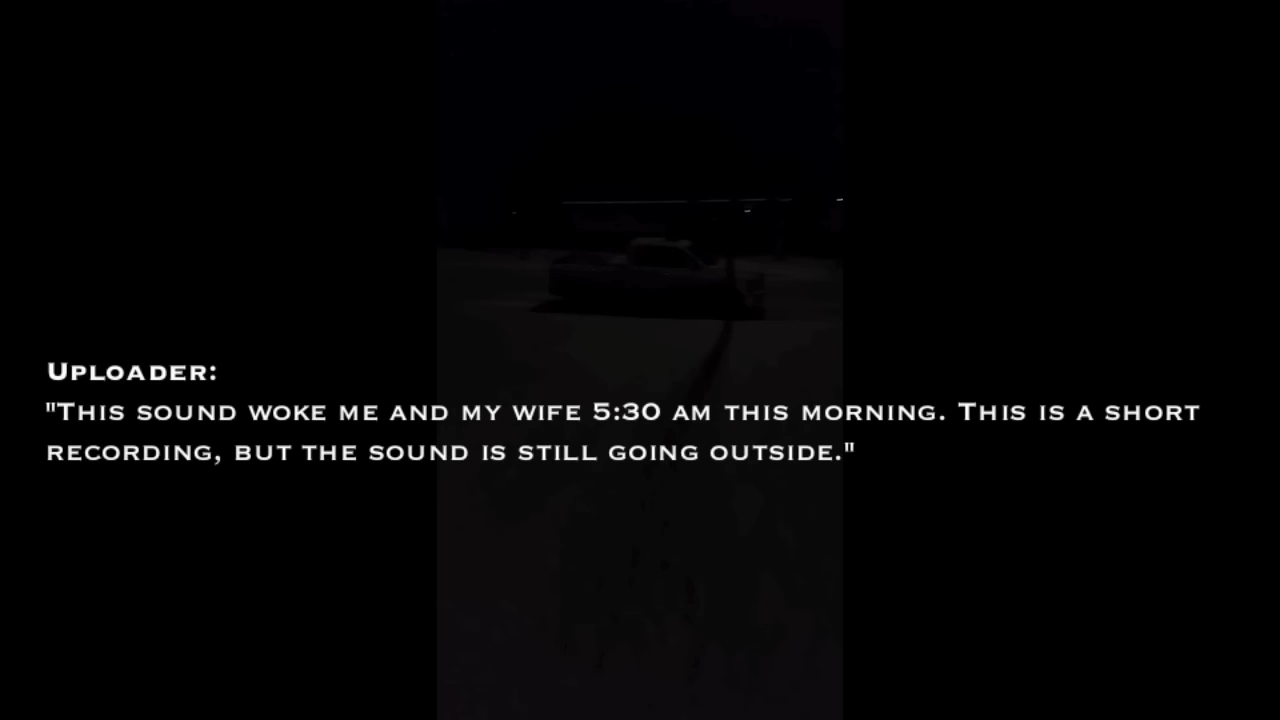 Uploader:
"This sound woke me and my wife 5:30 am this morning. This is a short
recording, but the sound is still going outside."